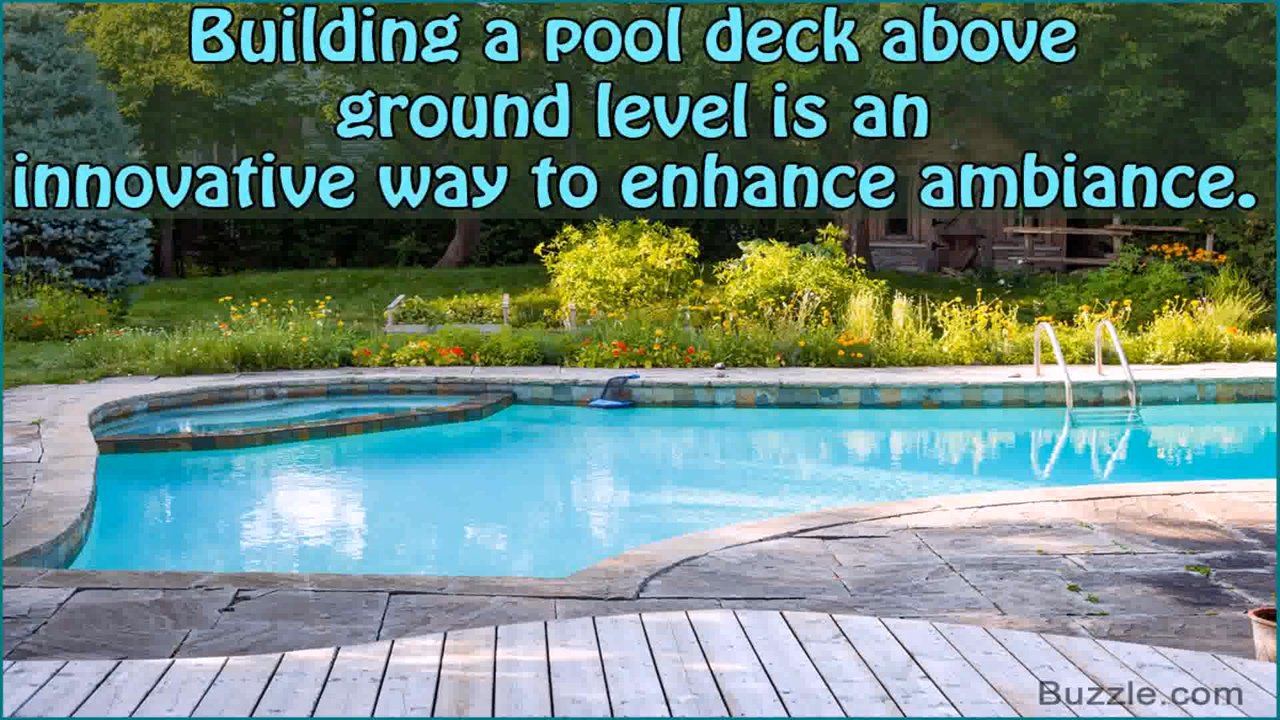 Building a pool deck above
ground level is an
innovative way to enhance ambiance.
Buzzle.com